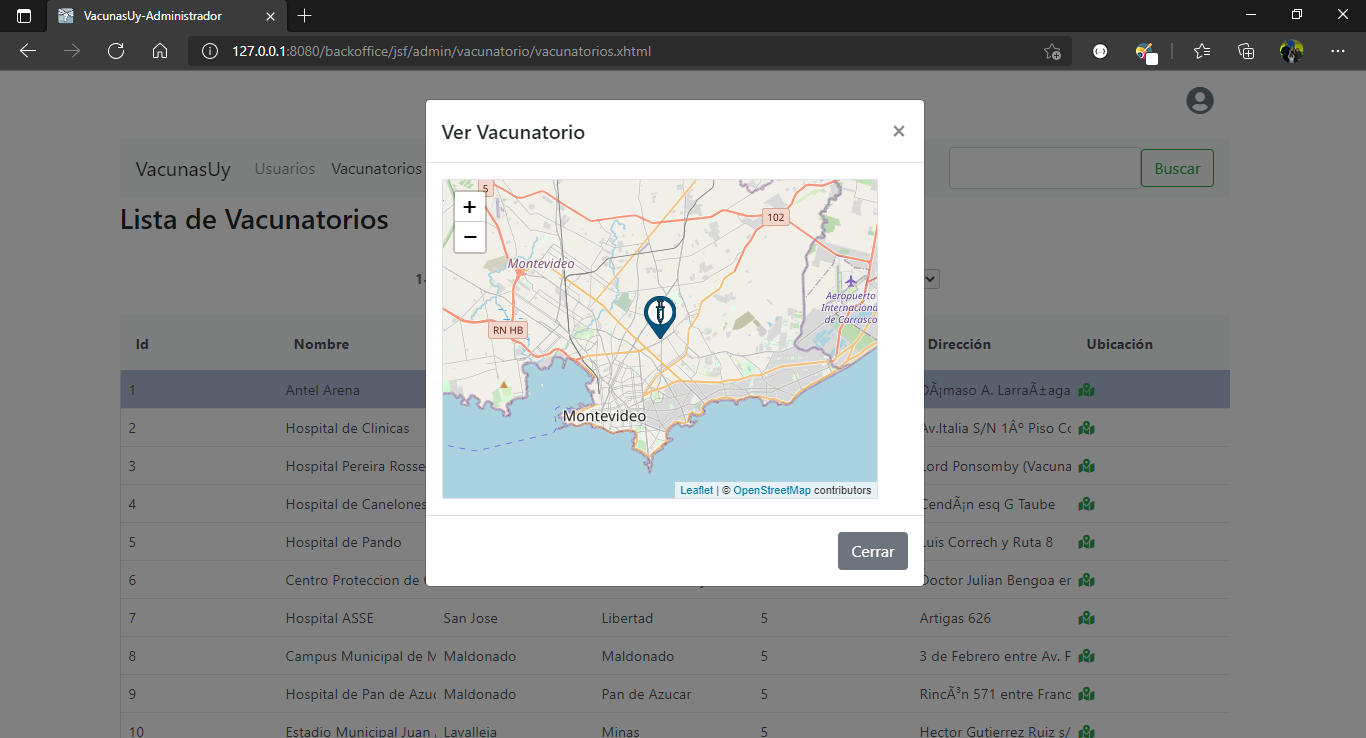 VacunasUy-Administrador
127.0.0.1:8080/backoffice/jsf/admin/vacunatorio/vacunatorios.xhtml
Ver Vacunatorio ×
VacunasUy Usuarios Vacunatorios Buscar
Lista de Vacunatorios
+
−
5
102
Montevideo
Aeropuerto
Internaciona
de Carrasco
RN HB
Montevideo
Leaflet | © OpenStreetMap contributors
Cerrar
Id Nombre Dirección Ubicación
1 Antel Arena DÃ¡maso A. LarraÃ±aga
2 Hospital de Clinicas Av.Italia S/N 1Âº Piso Cc
3 Hospital Pereira Rosse Lord Ponsomby (Vacuna
4 Hospital de Canelones CendÃ¡n esq G Taube
5 Hospital de Pando Luis Correch y Ruta 8
6 Centro Proteccion de Doctor Julian Bengoa er
7 Hospital ASSE San Jose Libertad 5 Artigas 626
8 Campus Municipal de M Maldonado Maldonado 5 3 de Febrero entre Av. F
9 Hospital de Pan de Azuc Maldonado Pan de Azucar 5 RincÃ³n 571 entre Franc
10 Estadio Municipal Juan Lavalleja Minas 5 Hector Gutierrez Ruiz s/